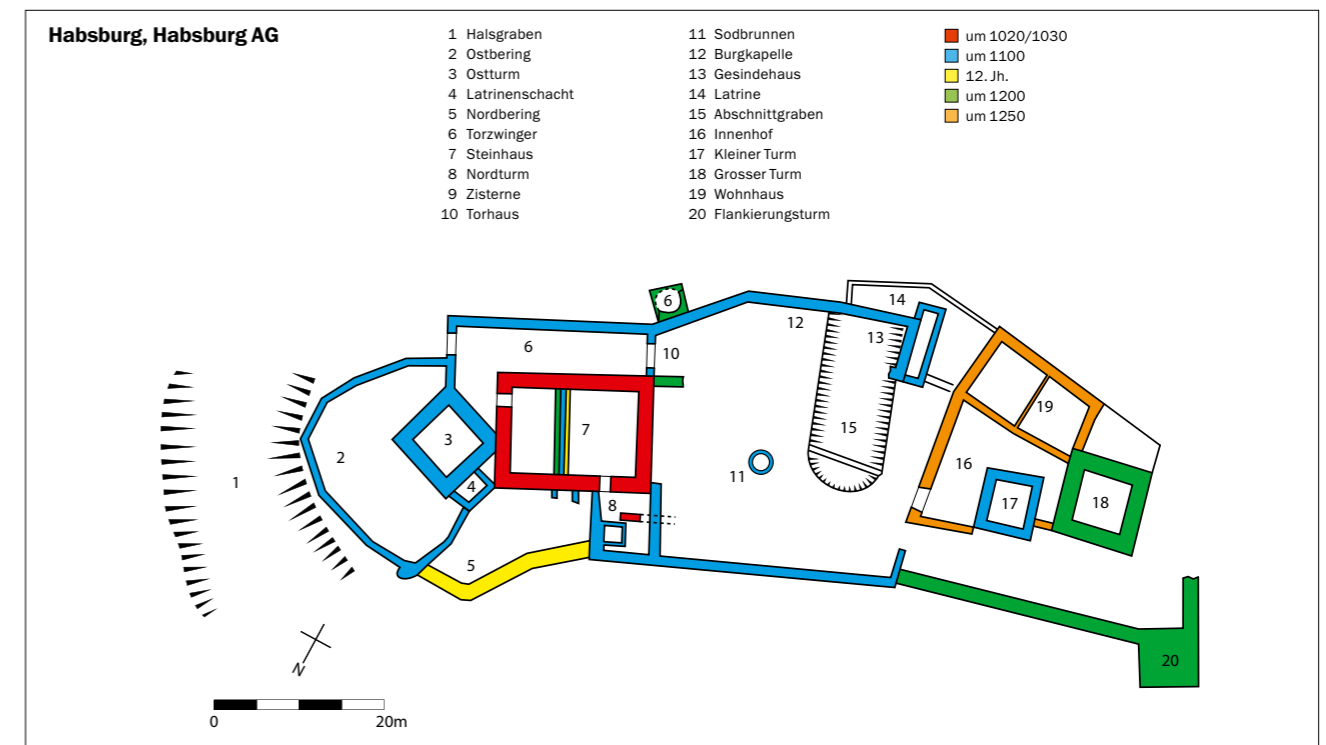 Habsburg, Habsburg AG
1 Halsgraben
2 Ostbering
3 Ostturm
4 Latrinenschacht
5 Nordbering
6 Torzwinger
7 Steinhaus
8 Nordturm
9 Zisterne
10 Torhaus
11 Sodbrunnen
12 Burgkapelle
13 Gesindehaus
14 Latrine
15 Abschnittgraben
16 Innenhof
17 Kleiner Turm
18 Grosser Turm
19 Wohnhaus
20 Flankierungsturm
um 1020/1030
um 1100
12. Jh.
um 1200
um 1250
6
14
12
13
6
10
19
7
15
3
2
16
11
1
4
17
18
8
5
20
N
0 20m